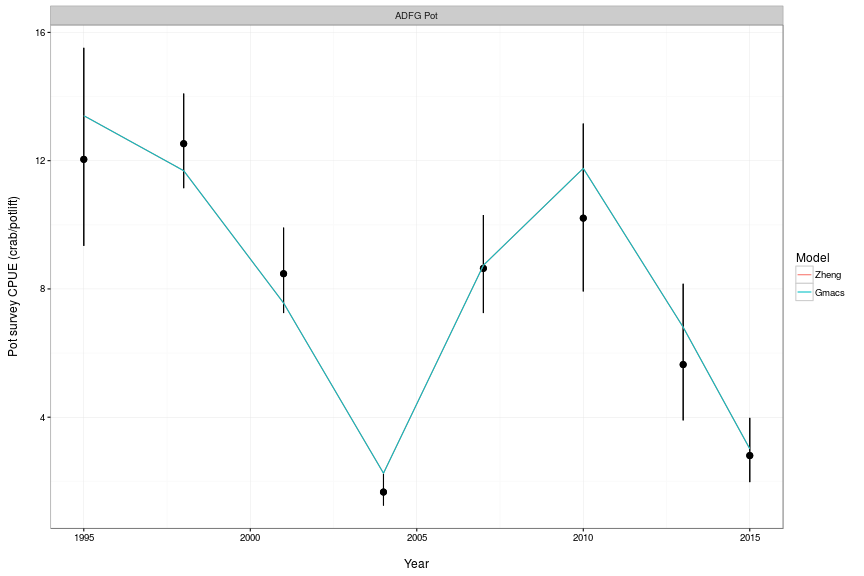 ADFG Pot
16
12
8
4
Pot survey CPUE (crab/potlift)
1995 2000 2005 2010 2015
Year
Model
Zheng
Gmacs